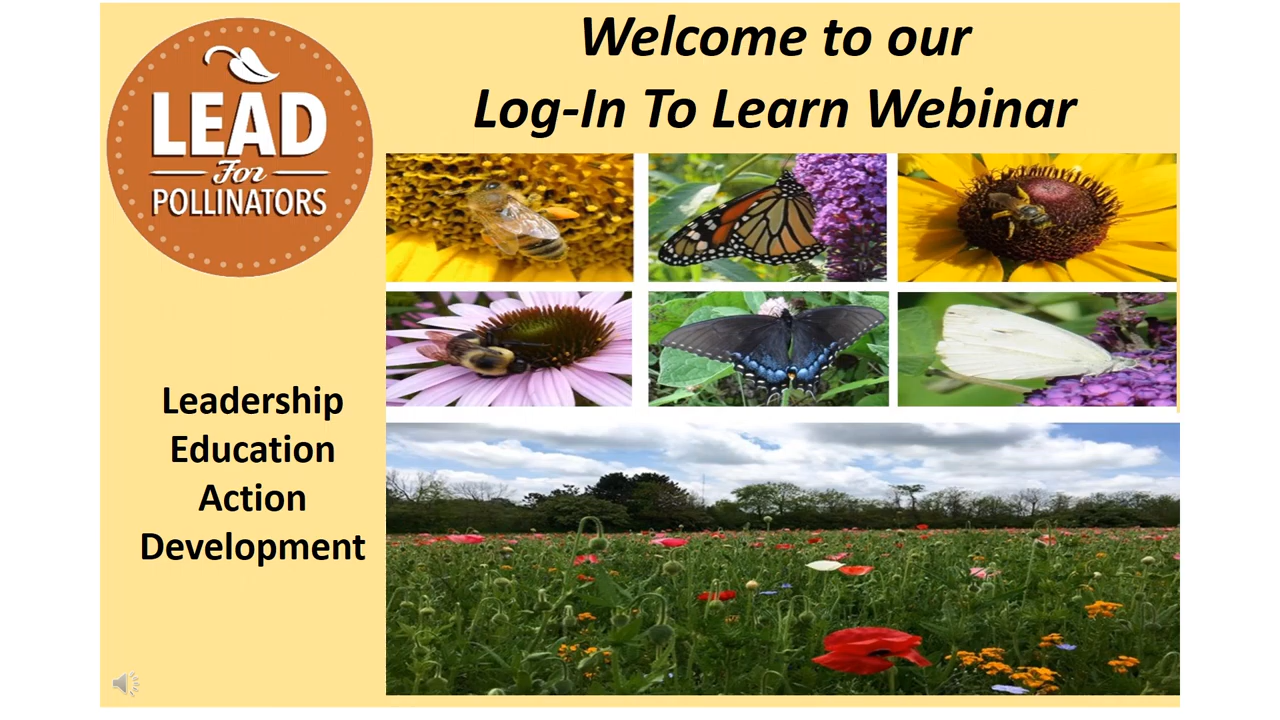 LEAD
For
POLLINATORS
Welcome to our
Log-In To Learn Webinar
Leadership
Education
Action
Development